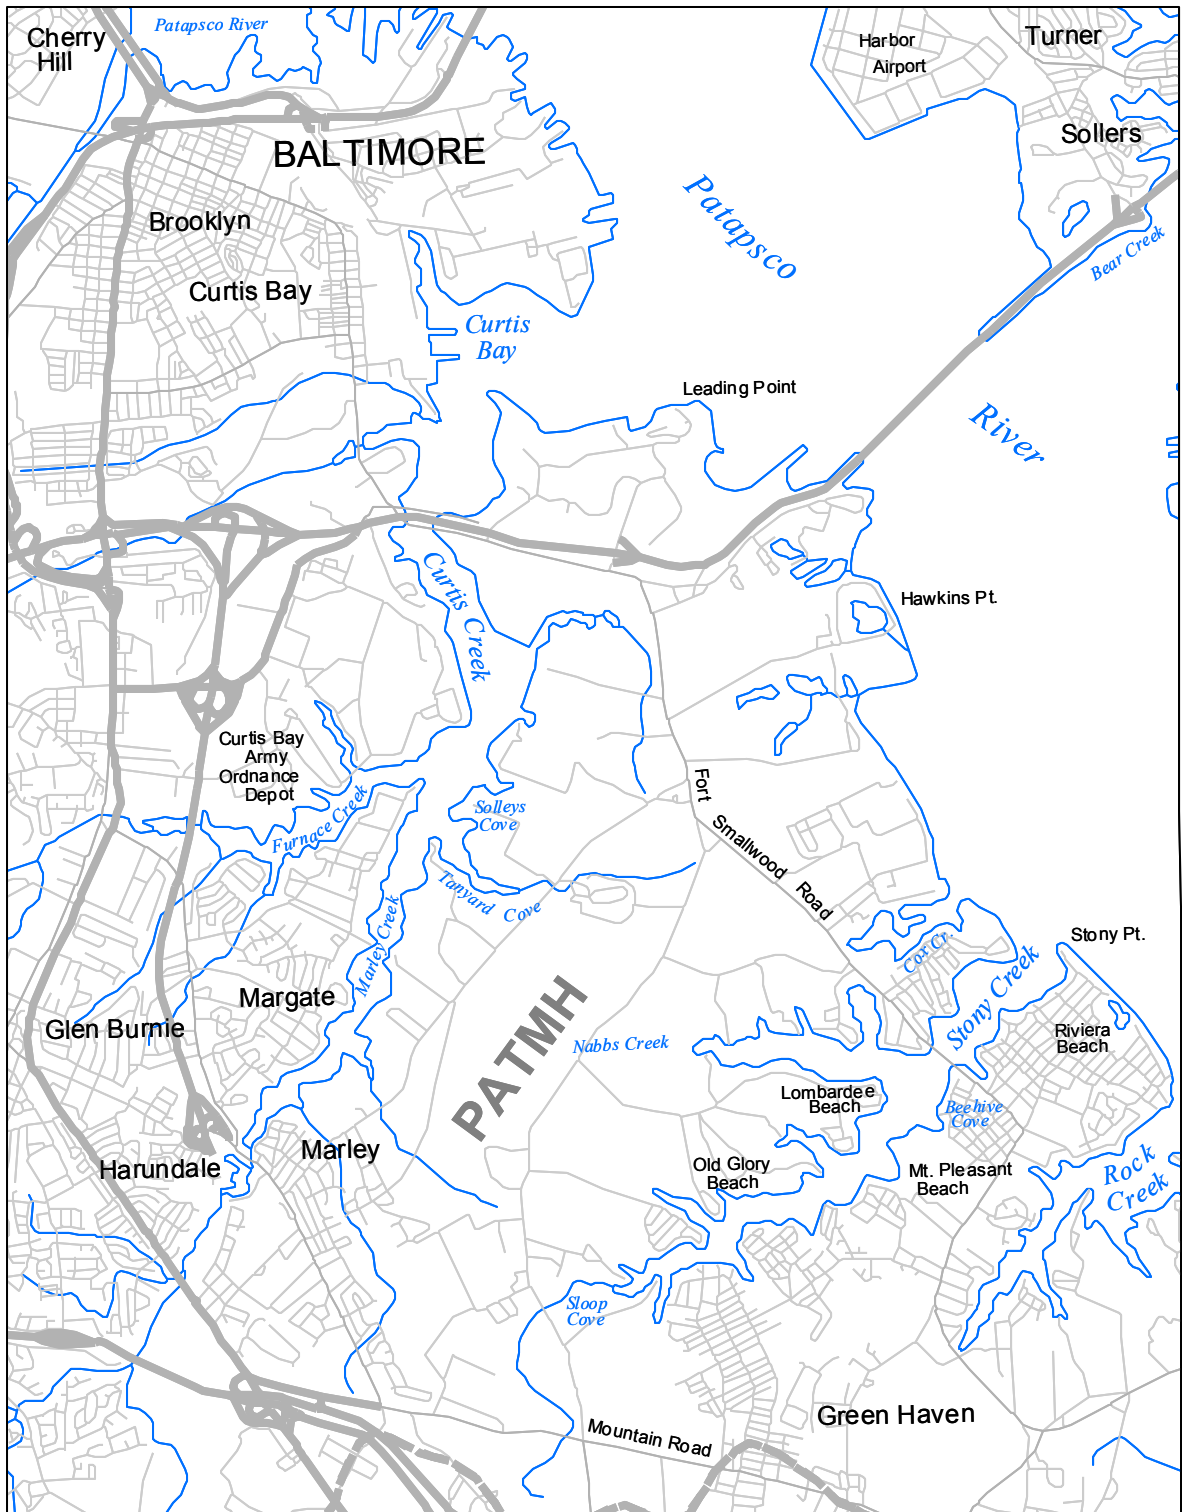 Patapsco River
Cherry
Hill
Harbor
Airport
Turner
Sollers
BALTIMORE
Brooklyn
Patapsco
Bear Creek
Curtis Bay
Curtis
Bay
Leading Point
River
Curtis Creek
Hawkins Pt.
Curtis Bay
Army
Ordnance
Depot
Fort Smallwood Road
Furnace Creek
Solleys
Cove
Tanyard Cove
Marley Creek
Cox Cr.
Stony Pt.
Stony Creek
Margate
Glen Burnie
PATMH
Nabbs Creek
Riviera
Beach
Lombardee
Beach
Beehive
Cove
Marley
Harundale
Old Glory
Beach
Mt. Pleasant
Beach
Rock
Creek
Sloop
Cove
Green Haven
Mountain Road